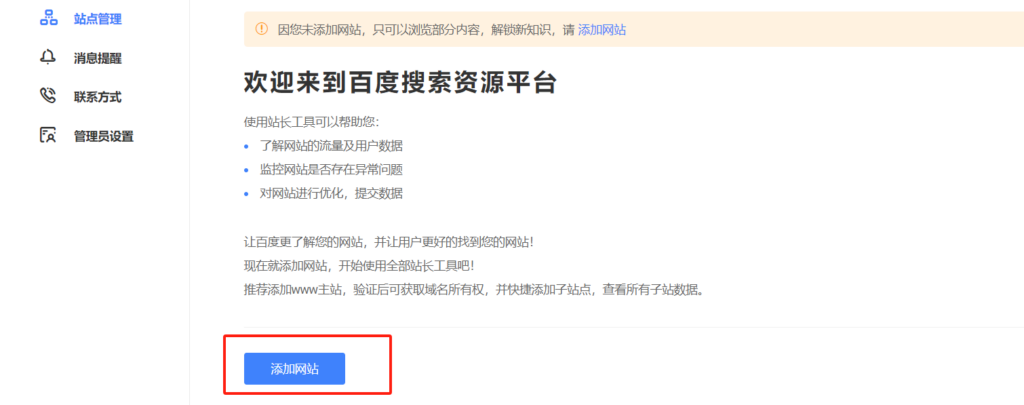 站点管理
消息提醒
联系方式
管理员设置
因您未添加网站，只可以浏览部分内容，解锁新知识，请 添加网站
欢迎来到百度搜索资源平台
使用站长工具可以帮助您：
了解网站的流量及用户数据
监控网站是否存在异常问题
对网站进行优化，提交数据
让百度更了解您的网站，并让用户更好的找到您的网站！
现在就添加网站，开始使用全部站长工具吧！
推荐添加www主站，验证后可获取域名所有权，并快捷添加子站点，查看所有子站数据。
添加网站